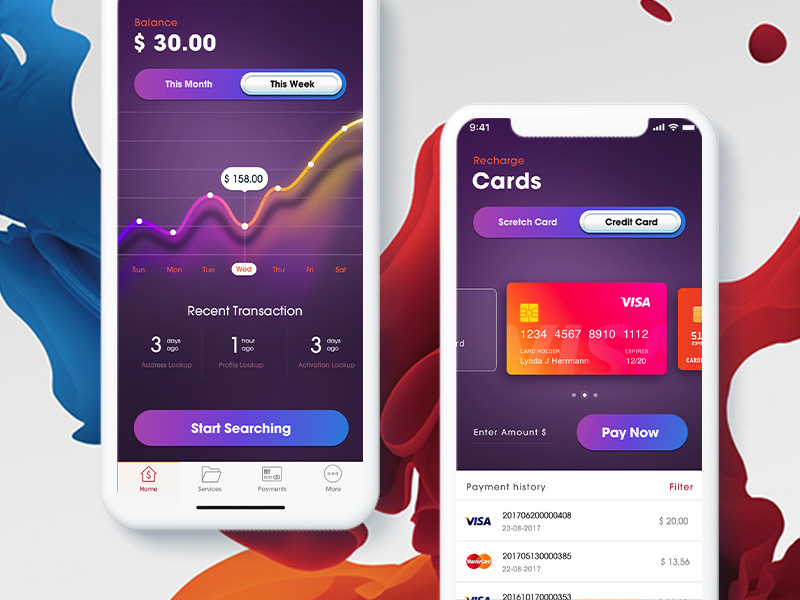 Balance
$ 30.00
This Month This Week
$ 158.00
Sun Mon Tue Wed Thu Fri Sat
Recent Transaction
3 days ago 1 hour ago 3 days ago
Address Lookup Profile Lookup Activation Lookup
Start Searching
Home Services Payments More
9:41
Recharge
Cards
Scretch Card Credit Card
rd
VISA
1234 4567 8910 1112
CARD HOLDER EXPIRES
Lynda J Herrmann 12/20
Enter Amount $ Pay Now
Payment history Filter
VISA 201706200000408 $ 20,00
23-08-2017
MasterCard 201705130000385 $ 13,56
22-08-2017
VISA 201610170000353